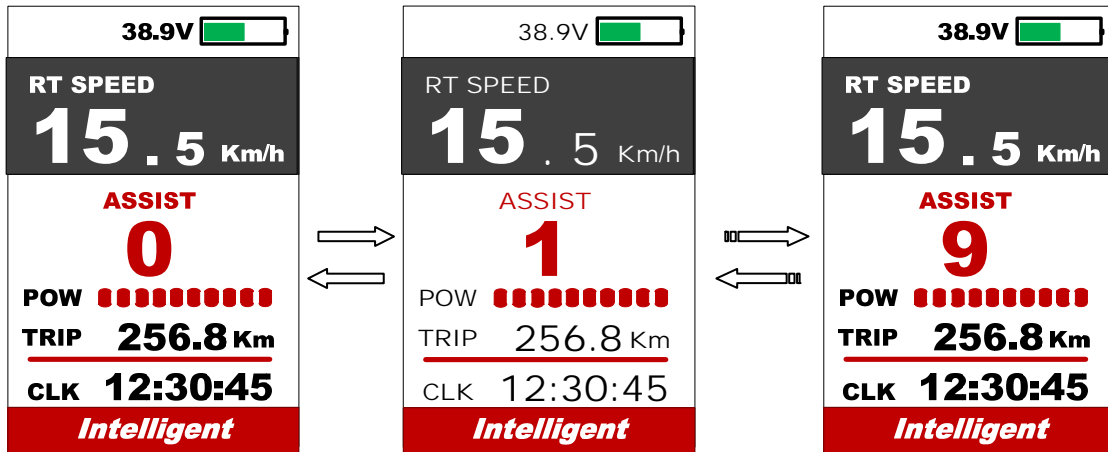 38.9V
RT SPEED
15.5 Km/h
ASSIST
0
POW
TRIP 256.8 Km
CLK 12:30:45
Intelligent
38.9V
RT SPEED
15.5 Km/h
ASSIST
1
POW
TRIP 256.8 Km
CLK 12:30:45
Intelligent
38.9V
RT SPEED
15.5 Km/h
ASSIST
9
POW
TRIP 256.8 Km
CLK 12:30:45
Intelligent